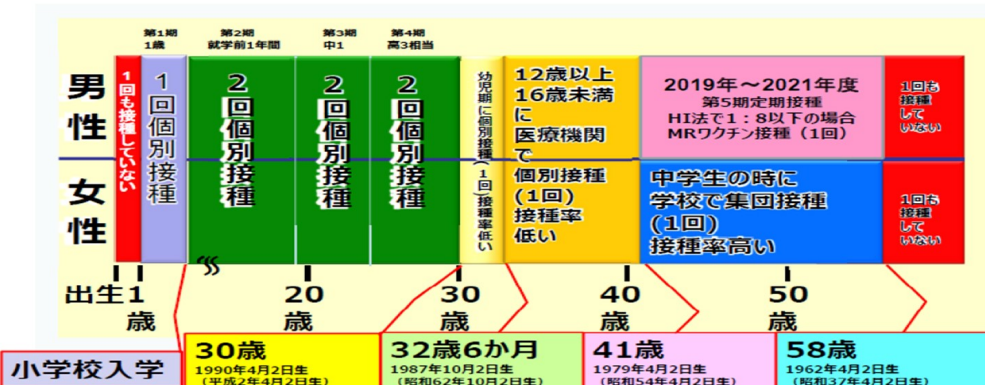 第1期
1歳
第2期
就学前1年間
第3期
中1
第4期
高3相当
男性
女性
1回も接種していない
1回個別接種
2回個別接種
2回個別接種
2回個別接種
幼児期に個別接種(1回)接種率低い
12歳以上
16歳未満
に
医療機関
で
個別接種
(1回)
接種率
低い
2019年～2021年度
第5期定期接種
HI法で1：8以下の場合
MRワクチン接種（1回）
中学生の時に
学校で集団接種
(1回)
接種率高い
1回も
接種
して
いない
1回も
接種
して
いない
出生1歳
20歳
30歳
40歳
50歳
小学校入学
30歳
1990年4月2日生
（平成2年4月2日生）
32歳6か月
1987年10月2日生
（昭和62年10月2日生）
41歳
1979年4月2日生
（昭和54年4月2日生）
58歳
1962年4月2日生
（昭和37年4月2日生）